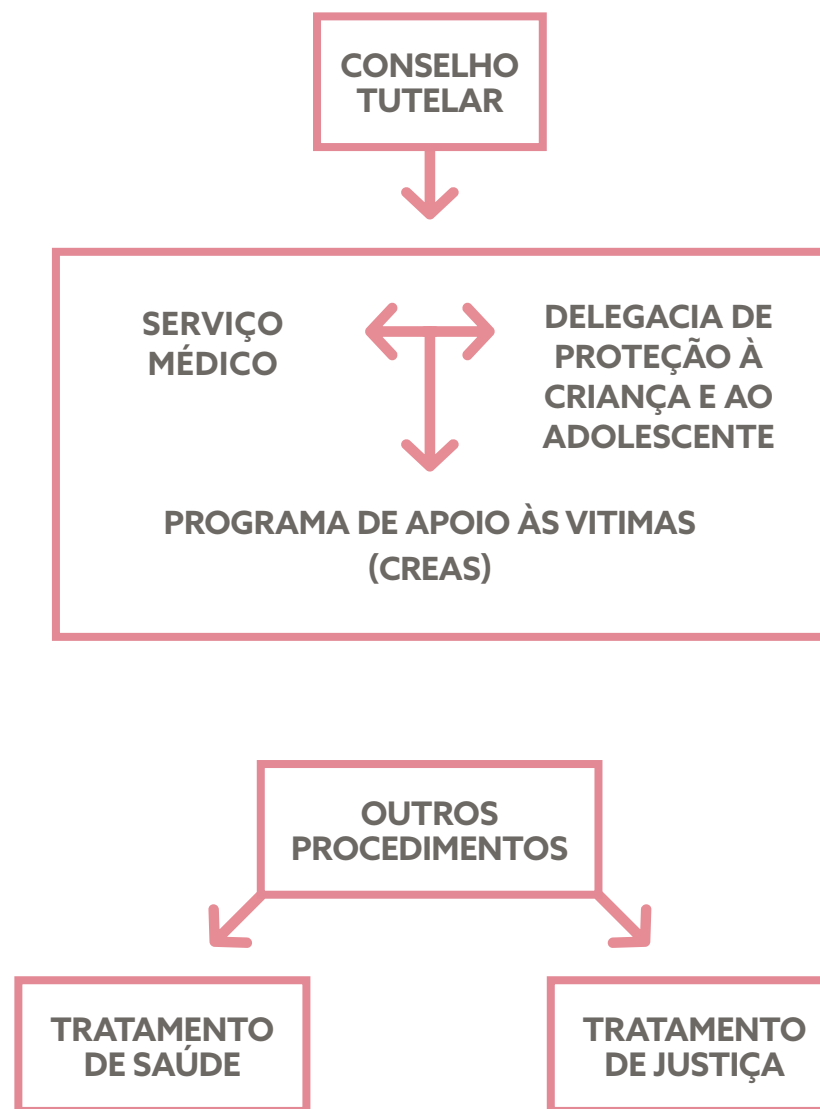 CONSELHO
TUTELAR
SERVIÇO
MÉDICO
DELEGACIA DE
PROTEÇÃO À
CRIANÇA E AO
ADOLESCENTE
PROGRAMA DE APOIO ÀS VITIMAS
(CREAS)
OUTROS
PROCEDIMENTOS
TRATAMENTO
DE SAÚDE
TRATAMENTO
DE JUSTIÇA